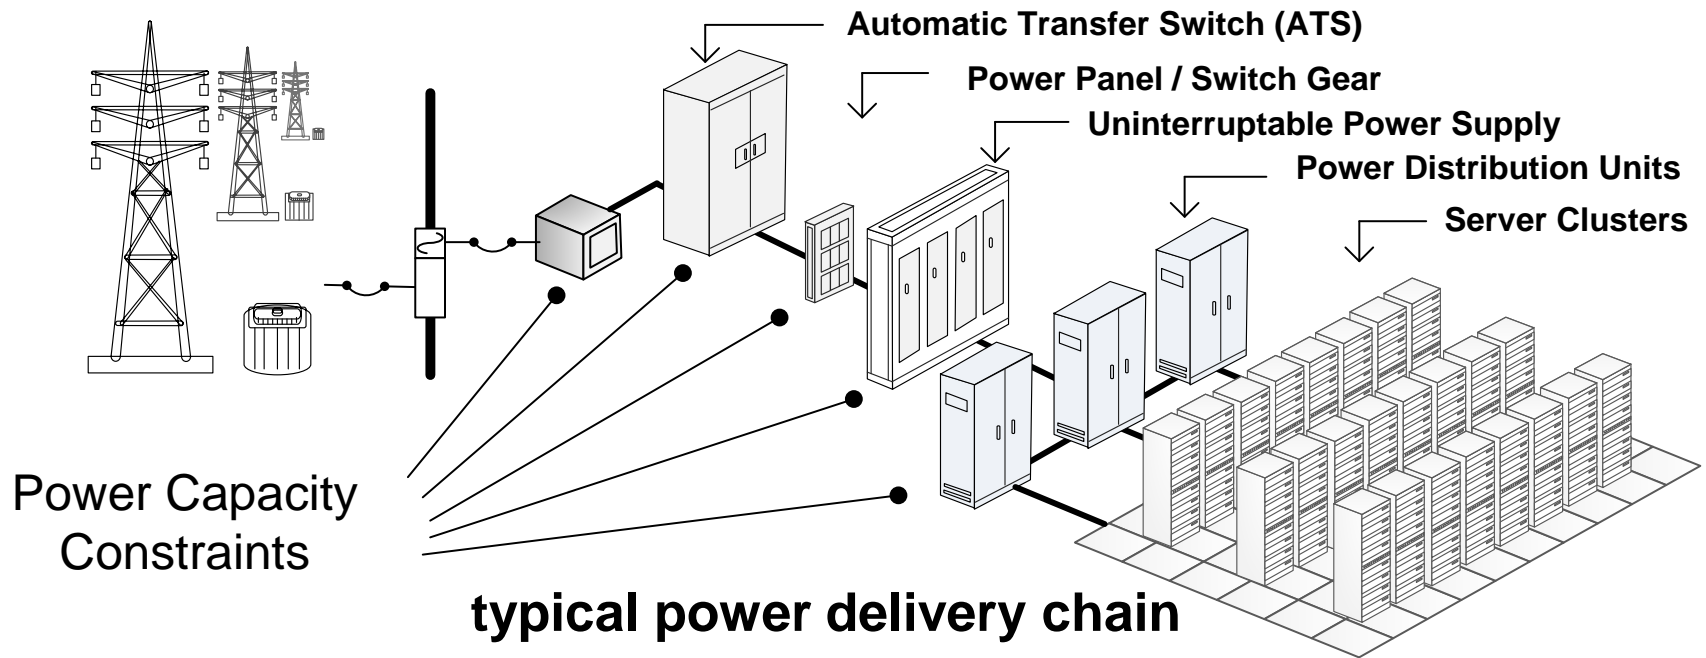 Automatic Transfer Switch (ATS)
Power Panel / Switch Gear
Uninterruptable Power Supply
Power Distribution Units
Server Clusters
Power Capacity
Constraints
typical power delivery chain